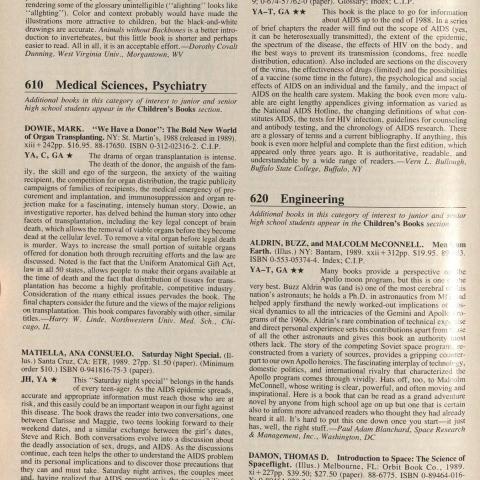 rendering some of the glossary unintelligible ("alighting" looks like
"alighting"). Color and context probably would have made the
illustrations more attractive to children, but the black-and-white
drawings are accurate. Animals without Backbones is a better intro-
duction to invertebrates, but this little book is shorter and perhaps
easier to read. All in all, it is an acceptable effort.—Dorothy Covalt
Dunning, West Virginia Univ., Morgantown, WV
610 Medical Sciences, Psychiatry
Additional books in this category of interest to junior and senior
high school students appear in the Children's Books section.
DOWIE, MARK. "We Have a Donor": The Bold New World
of Organ Transplanting. NY: St. Martin's, 1988 (released in 1989).
xiii + 242pp. $16.95. 88-17650. ISBN 0-312-02316-2. C.I.P.
YA, C, GA ★ The drama of organ transplantation is intense.
The death of the donor, the anguish of the fam-
ily, the skill and ego of the surgeon, the anxiety of the waiting
recipient, the competition for organ distribution, the tragic publicity
campaigns of families of recipients, the medical emergency of pro-
curement and implantation, and immunosuppression and organ re-
jection make for a fascinating, intensely human story. Dowie, an
investigative reporter, has delved behind the human story into other
facets of transplantation, including the key legal concept of brain
death, which allows the removal of viable organs before they become
dead at the cellular level. To remove a vital organ before legal death
is murder. Ways to increase the small portion of suitable organs
offered for donation both through recruiting efforts and the law are
discussed. Noted is the fact that the Uniform Anatomical Gift Act,
law in all 50 states, allows people to make their organs available at
the time of death and the fact that distribution of tissues for trans-
plantation has become a highly profitable, competitive industry.
Consideration of the many ethical issues pervades the book. The
final chapters consider the future and the views of the major religions
on transplantation. This book compares favorably with other, similar
titles.—Harry W. Linde, Northwestern Univ. Med. Sch., Chi-
cago, IL
MATIELLA, ANA CONSUELO. Saturday Night Special. (Il-
lus.) Santa Cruz, CA: ETR, 1989. 27pp. $1.50 (paper). (Minimum
order $10.) ISBN 0-941816-75-3 (paper).
JH, YA ★ This "Saturday night special" belongs in the hands
of every teen-ager. As the AIDS epidemic spreads,
accurate and appropriate information must reach those who are at
risk, and this easily could be an important weapon in our fight against
this disease. The book draws the reader into two conversations, one
between Clarisse and Maggie, two teens looking forward to their
weekend dates, and a similar exchange between the girl's dates,
Steve and Rich. Both conversations evolve into a discussion about
the deadly association of sex, drugs, and AIDS. As the discussions
continue, each teen helps the other to understand the AIDS problem
and its personal implications and to discover those precautions that
they can and must take. Saturday night arrives, the couples meet
and, having realized that AIDS prevention is the
9; 0-674-57762-0 (paper). Glossary; Index; C.I.P.
YA–T, GA ★★ This book is the place to go for information
about AIDS up to the end of 1988. In a series
of brief chapters the reader will find out the scope of AIDS (yes,
it can be heterosexually transmitted), the extent of the epidemic,
the spectrum of the disease, the effects of HIV on the body, and
the best ways to prevent its transmission (condoms, free needle
distribution, education). Also included are sections on the discovery
of the virus, the effectiveness of drugs (limited) and the possibilities
of a vaccine (some time in the future), the psychological and social
effects of AIDS on an individual and the family, and the impact of
AIDS on the health care system. Making the book even more valu-
able are eight lengthy appendices giving information as varied as
the National AIDS Hotline, the changing definitions of what con-
stitutes AIDS, the tests for HIV infection, guidelines for counseling
and antibody testing, and the chronology of AIDS research. There
are a glossary of terms and a current bibliography. If anything, this
book is even more helpful and complete than the first edition, which
appeared only three years ago. It is authoritative, readable, and
understandable by a wide range of readers.—Vern L. Bullough,
Buffalo State College, Buffalo, NY
620 Engineering
Additional books in this category of interest to junior and senior
high school students appear in the Children's Books section.
ALDRIN, BUZZ, and MALCOLM McCONNELL. Men from
Earth. (Illus.) NY: Bantam, 1989. xxii + 312pp. $19.95.
ISBN 0-553-05374-4. Index; C.I.P.
YA–T, GA ★★ Many books provide a perspective
Apollo moon program, but this is one the
very best. Buzz Aldrin was (and is) one of the most cerebral of its
nation's astronauts; he holds a Ph.D. in astronautics from MIT and
helped apply firsthand the newly worked-out implications of
sical dynamics to all the intricacies of the Gemini and Apollo pro-
grams of the 1960s. Aldrin's rare combination of technical
and direct personal experience sets his contributions apart from those
of all the other astronauts and gives this book an authority most
others lack. The story of the competing Soviet space program, re-
constructed from a variety of sources, provides a gripping counter-
part to our own Apollo heroics. The fascinating interplay of technology,
domestic politics, and international rivalry that characterized the
Apollo program comes through vividly. Hats off, too, to Malcolm
McConnell, whose writing is clear, powerful, and often moving and
inspirational. Here is a book that can be read as a grand adventure
novel by anyone from high school age on up but one that is certain
also to inform more advanced readers who thought they had already
heard it all. It's hard to put this one down once you start—it just
has, well, the right stuff.—Paul Adam Blanchard, Space Research
& Management, Inc., Washington, DC
DAMON, THOMAS D. Introduction to Space: The Science of
Spaceflight. (Illus.) Melbourne, FL: Orbit Book Co., 1989.
xi + 227pp. $39.50; $27.50 (paper). 88-6775. ISBN 0-89464-016-